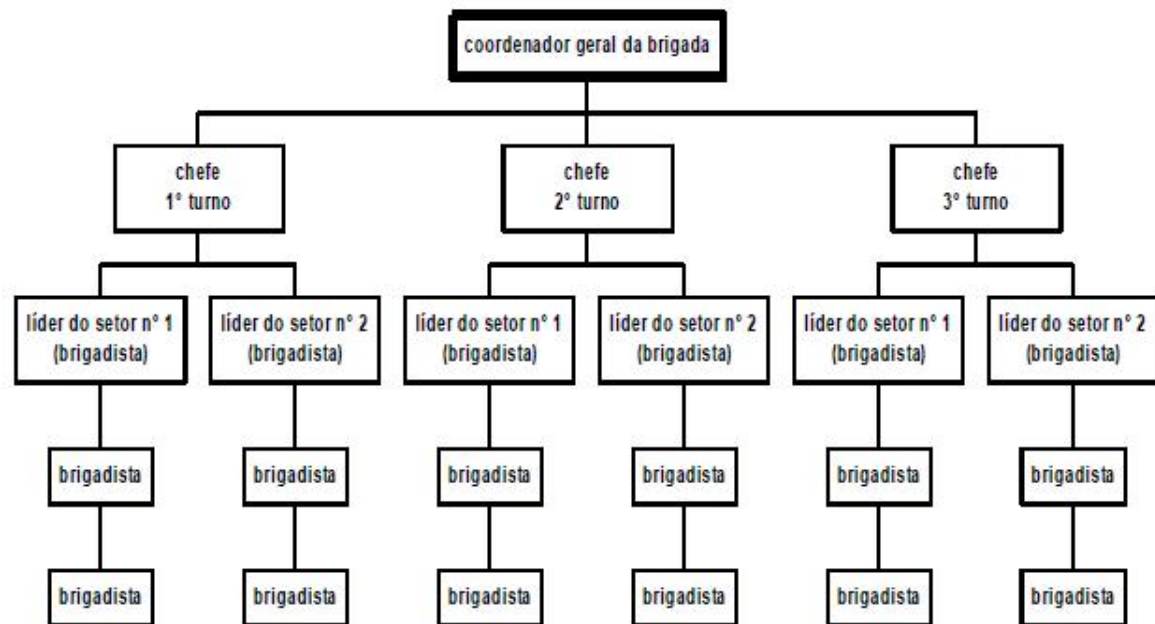 coordenador geral da brigada
chefe
1° turno
chefe
2° turno
chefe
3° turno
líder do setor n° 1
(brigadista)
líder do setor n° 2
(brigadista)
líder do setor n° 1
(brigadista)
líder do setor n° 2
(brigadista)
líder do setor n° 1
(brigadista)
líder do setor n° 2
(brigadista)
brigadista
brigadista
brigadista
brigadista
brigadista
brigadista
brigadista
brigadista
brigadista
brigadista
brigadista
brigadista